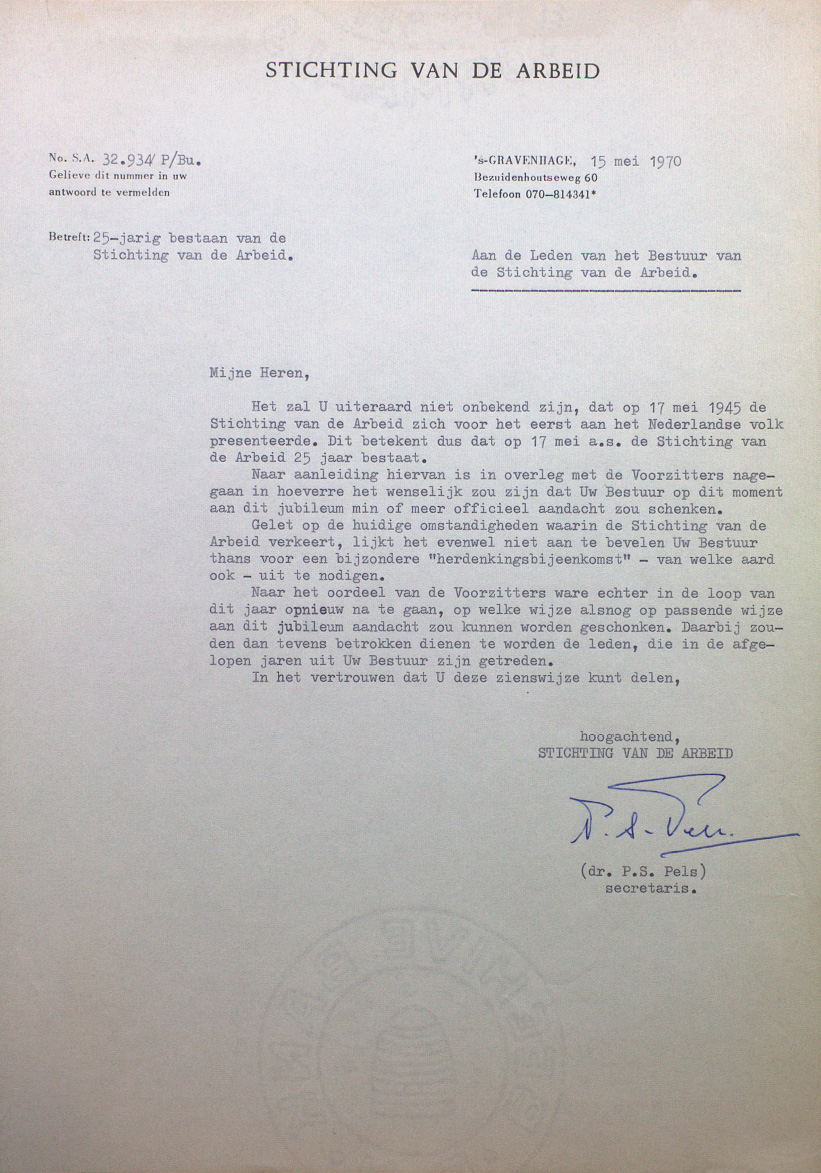 STICHTING VAN DE ARBEID
No. S.A. 32.934/ P/Bu.
Gelieve dit nummer in uw
antwoord te vermelden
's-GRAVENHAGE, 15 mei 1970
Bezuidenhoutseweg 60
Telefoon 070—814341*
Betreft: 25-jarig bestaan van de
Stichting van de Arbeid.
Aan de Leden van het Bestuur van
de Stichting van de Arbeid.
Mijne Heren,
Het zal U uiteraard niet onbekend zijn, dat op 17 mei 1945 de
Stichting van de Arbeid zich voor het eerst aan het Nederlandse volk
presenteerde. Dit betekent dus dat op 17 mei a.s. de Stichting van
de Arbeid 25 jaar bestaat.
Naar aanleiding hiervan is in overleg met de Voorzitters nage-
gaan in hoeverre het wenselijk zou zijn dat Uw Bestuur op dit moment
aan dit jubileum min of meer officieel aandacht zou schenken.
Gelet op de huidige omstandigheden waarin de Stichting van de
Arbeid verkeert, lijkt het evenwel niet aan te bevelen Uw Bestuur
thans voor een bijzondere "herdenkingsbijeenkomst" - van welke aard
ook - uit te nodigen.
Naar het oordeel van de Voorzitters ware echter in de loop van
dit jaar opnieuw na te gaan, op welke wijze alsnog op passende wijze
aan dit jubileum aandacht zou kunnen worden geschonken. Daarbij zou-
den dan tevens betrokken dienen te worden de leden, die in de afge-
lopen jaren uit Uw Bestuur zijn getreden.
In het vertrouwen dat U deze zienswijze kunt delen,
hoogachtend,
STICHTING VAN DE ARBEID
P. S. Pels
(dr. P.S. Pels)
secretaris.